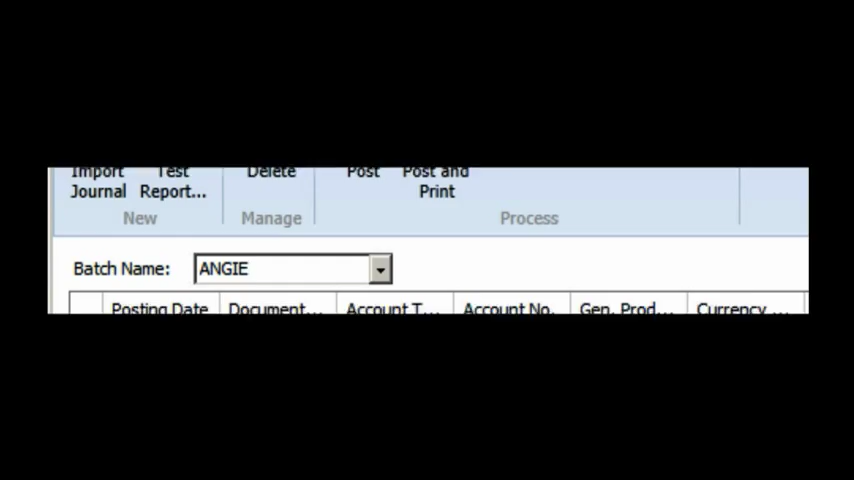 Import Test Delete Post Post and
Journal Report... Print
New Manage Process
Batch Name: ANGIE
Posting Date Document... Account T... Account No. Gen. Prod... Currency ...